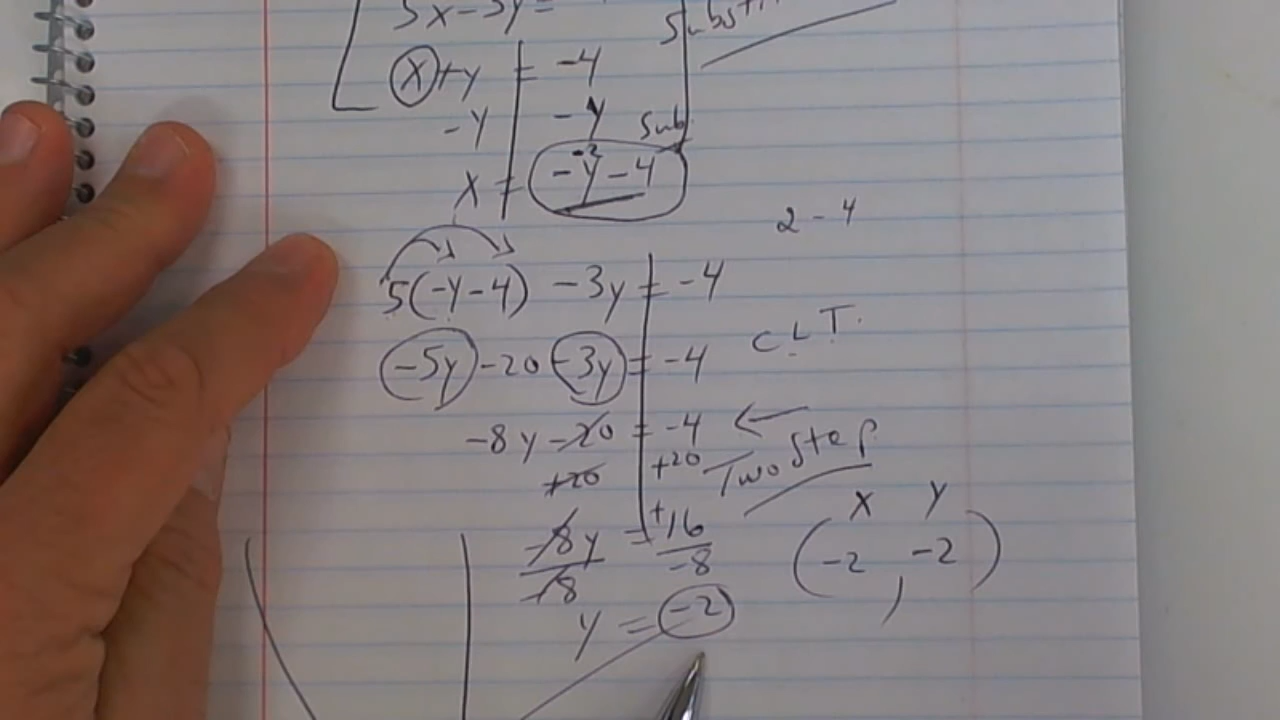 5x - 3y =
x + y = -4
-y -y Sub
x = -y - 4
-2
2 - 4
5(-y - 4) - 3y = -4
C.L.T.
-5y - 20 - 3y = -4
-8y - 20 = -4
+20 +20 Two Step
-8y = +16
-8 -8
x y
(-2, -2)
y = -2